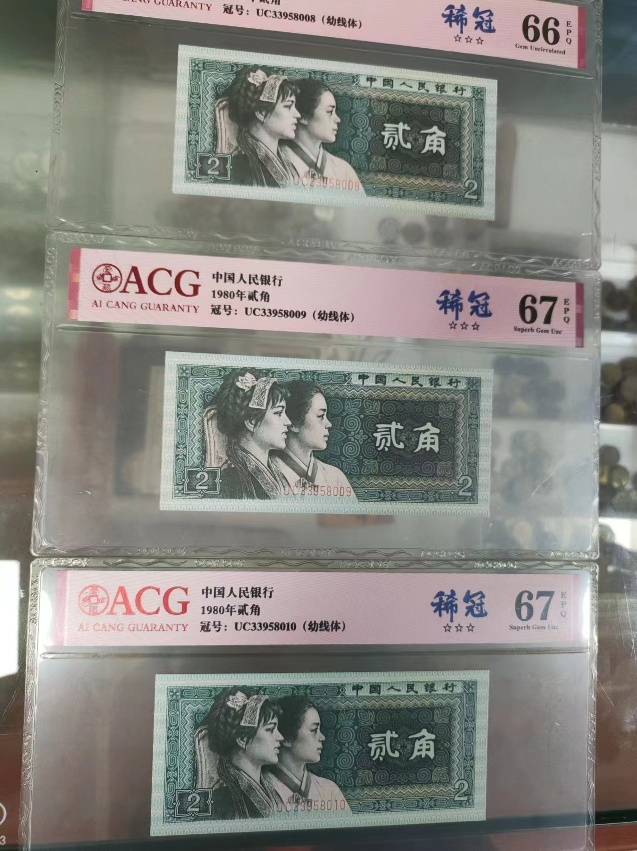 AI CANG GUARANTY
冠号：UC33958008（幼线体）
稀冠
☆☆☆
66
EPQ
Gem Uncirculated
中国人民银行
贰角
2
UC33958008
2
ACG
AI CANG GUARANTY
中国人民银行
1980年贰角
冠号：UC33958009（幼线体）
稀冠
☆☆☆
67
EPQ
Superb Gem Unc
中国人民银行
贰角
2
UC33958009
2
ACG
AI CANG GUARANTY
中国人民银行
1980年贰角
冠号：UC33958010（幼线体）
稀冠
☆☆☆
67
EPQ
Superb Gem Unc
中国人民银行
贰角
2
UC33958010
2